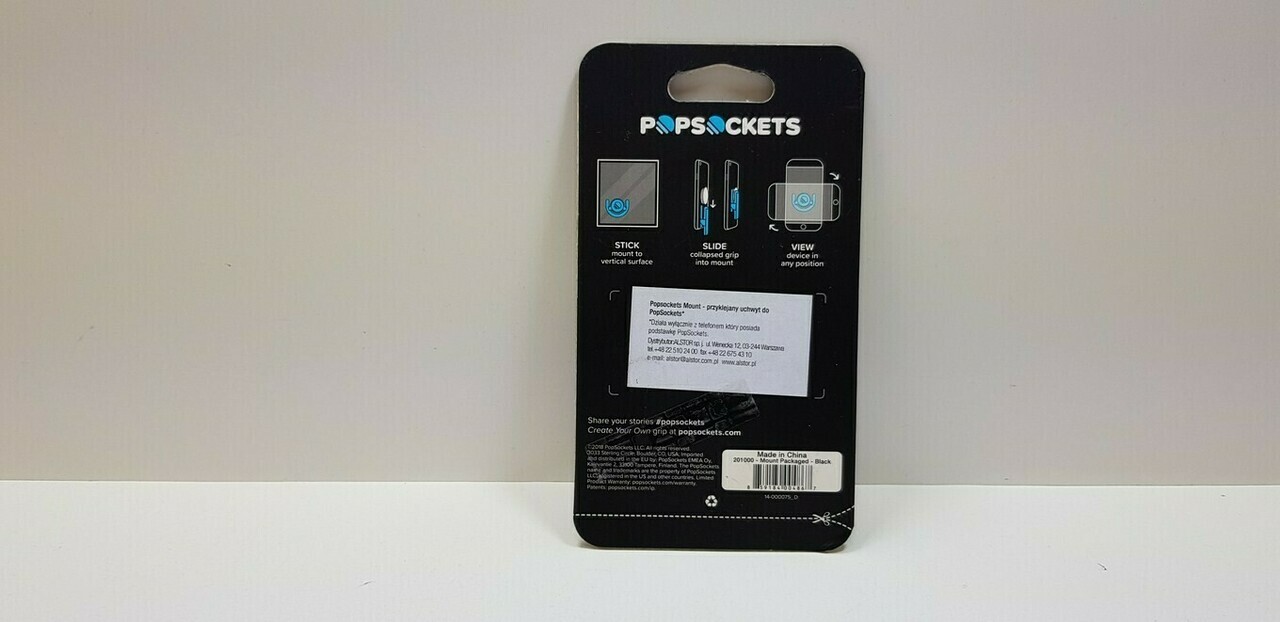 POPSOCKETS
STICK
mount to
vertical surface
SLIDE
collapsed grip
into mount
VIEW
device in
any position
Popsockets Mount - przyklejany uchwyt do
PopSockets*
*Działa wyłącznie z telefonem który posiada
podstawkę PopSockets.
Dystrybutor: ALSTOR sp. j. ul. Wenecka 12, 03-244 Warszawa
tel. +48 22 510 24 00 fax +48 22 675 43 10
e-mail: alstor@alstor.com.pl www.alstor.pl
Share your stories #popsockets
Create Your Own grip at popsockets.com
©2018 PopSockets LLC. All rights reserved.
3033 Sterling Circle, Boulder, CO, USA. Imported
and distributed in the EU by: PopSockets EMEA Oy,
2, 33100 Tampere, Finland. The PopSockets
name and trademarks are the property of PopSockets
LLC, registered in the US and other countries. Limited
Product Warranty: popsockets.com/warranty.
Patents: popsockets.com/ip.
Made in China
201000 - Mount Packaged - Black
14-000075_D